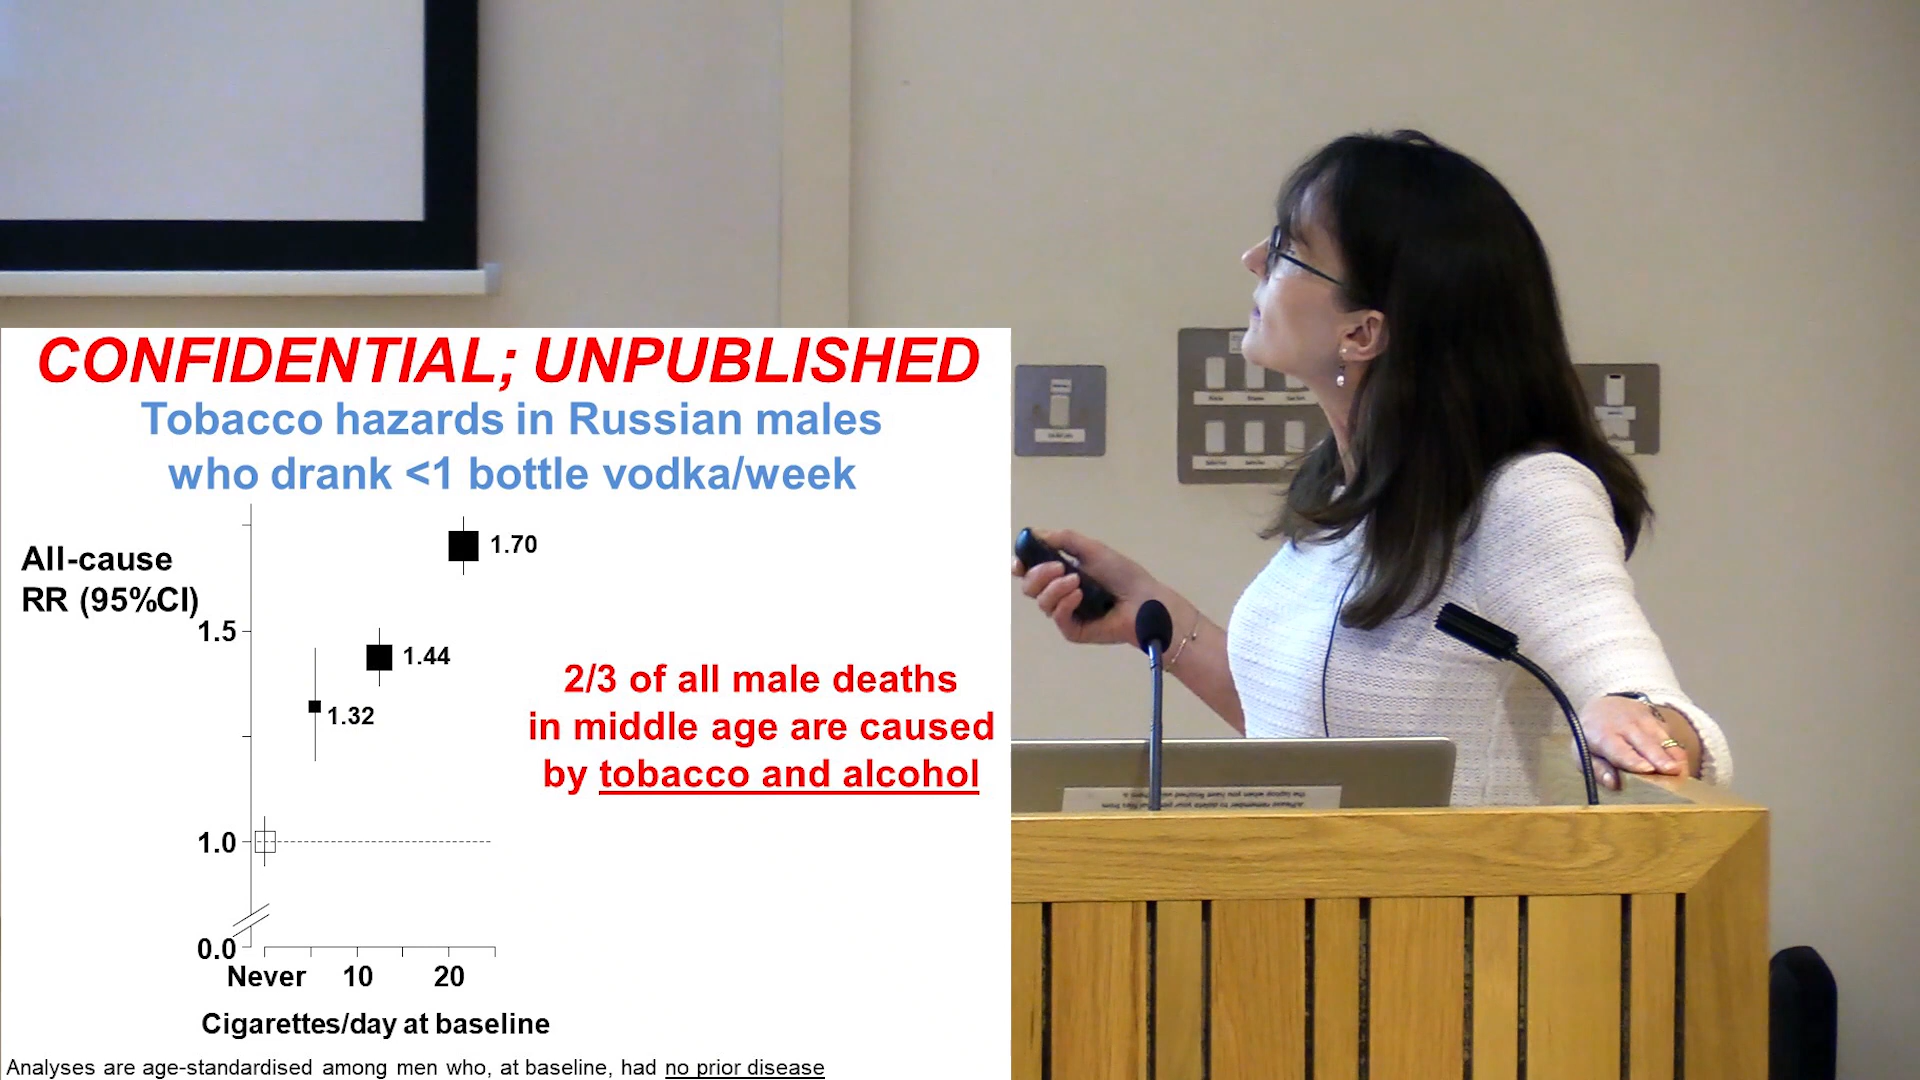 CONFIDENTIAL; UNPUBLISHED
Tobacco hazards in Russian males
who drank <1 bottle vodka/week
All-cause
RR (95%CI)
1.70
1.5
1.44
1.32
2/3 of all male deaths
in middle age are caused
by tobacco and alcohol
1.0
0.0
Never 10 20
Cigarettes/day at baseline
Analyses are age-standardised among men who, at baseline, had no prior disease